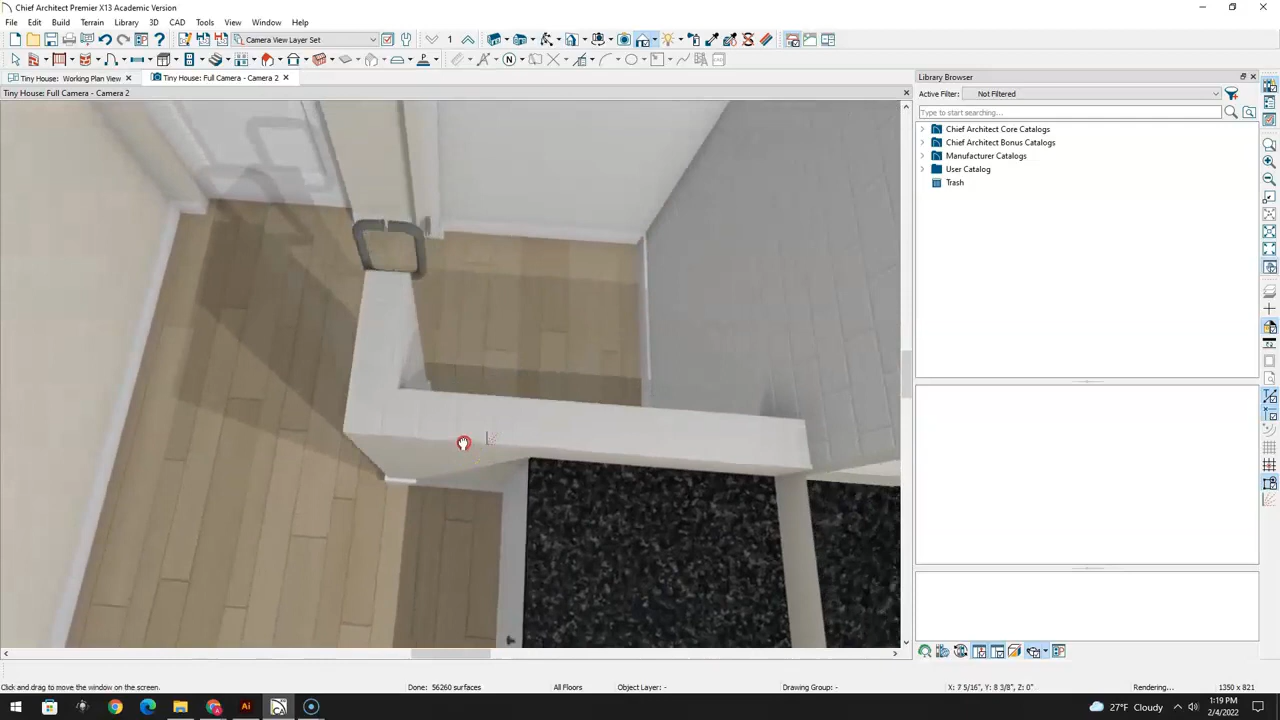 Chief Architect Premier X13 Academic Version
File Edit Build Terrain Library 3D CAD Tools View Window Help
Camera View Layer Set
1
Tiny House: Working Plan View
Tiny House: Full Camera - Camera 2
Tiny House: Full Camera - Camera 2
Library Browser
Active Filter: Not Filtered
Type to start searching...
Chief Architect Core Catalogs
Chief Architect Bonus Catalogs
Manufacturer Catalogs
User Catalog
Trash
Click and drag to move the window on the screen.
Done: 56260 surfaces
All Floors
Object Layer: -
Drawing Group: -
X: 7 5/16", Y: 8 3/8", Z: 0"
Rendering...
1350 x 821
Ai
27°F Cloudy
1:19 PM
2/4/2022